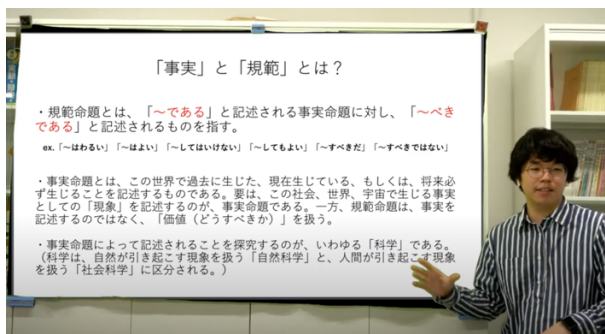 「事実」と「規範」とは？
・規範命題とは、「～である」と記述される事実命題に対し、「～べき
である」と記述されるものを指す。
ex.「～はわるい」「～はよい」「～してはいけない」「～してもよい」「～すべきだ」「～すべきではない」
・事実命題とは、この世界で過去に生じた、現在生じている、もしくは、将来必
ず生じることを記述するものである。要は、この社会、世界、宇宙で生じる事実
としての「現象」を記述するのが、事実命題である。一方、規範命題は、事実を
記述するのではなく、「価値（どうすべきか）」を扱う。
・事実命題によって記述されることを探究するのが、いわゆる「科学」である。
（科学は、自然が引き起こす現象を扱う「自然科学」と、人間が引き起こす現象
を扱う「社会科学」に区分される。）